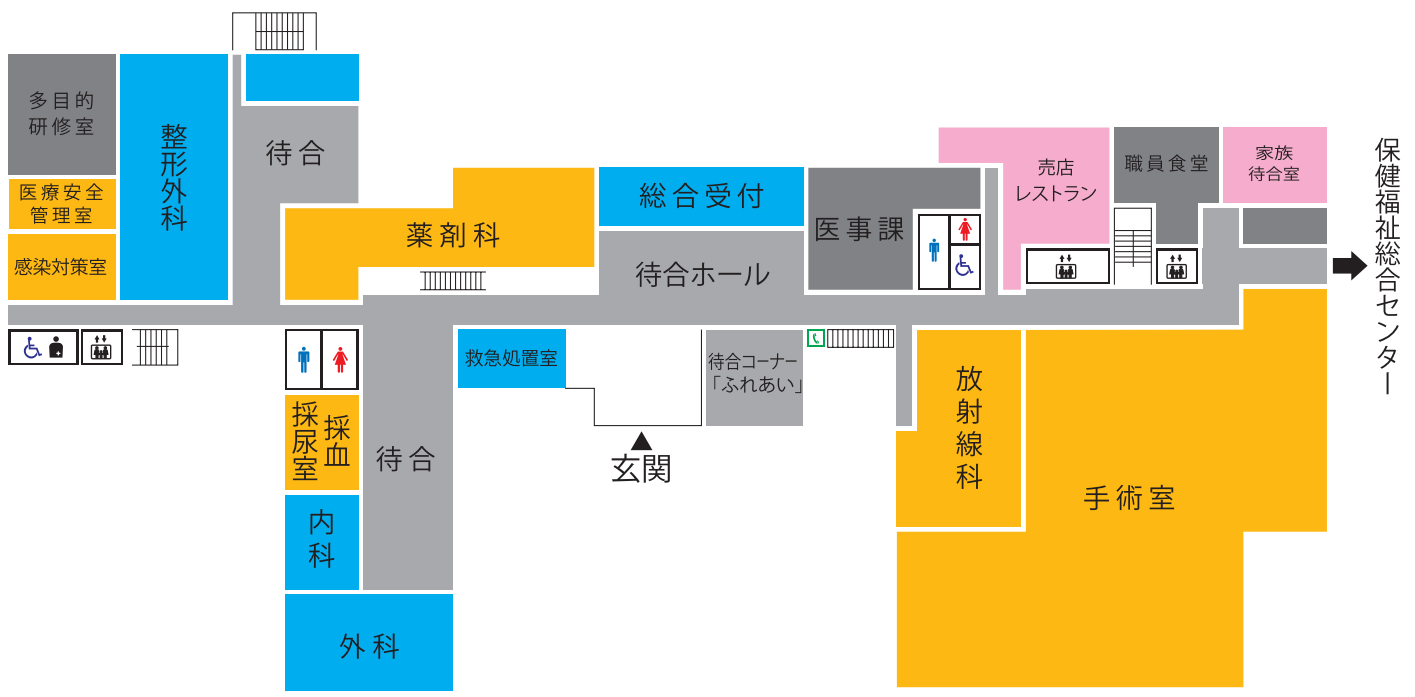 多目的
研修室
医療安全
管理室
感染対策室
整形外科
待合
薬剤科
総合受付
待合ホール
医事課
売店
レストラン
職員食堂
家族
待合室
保健福祉総合センター
救急処置室
待合コーナー
「ふれあい」
玄関
採血
採尿室
待合
内科
外科
放射線科
手術室